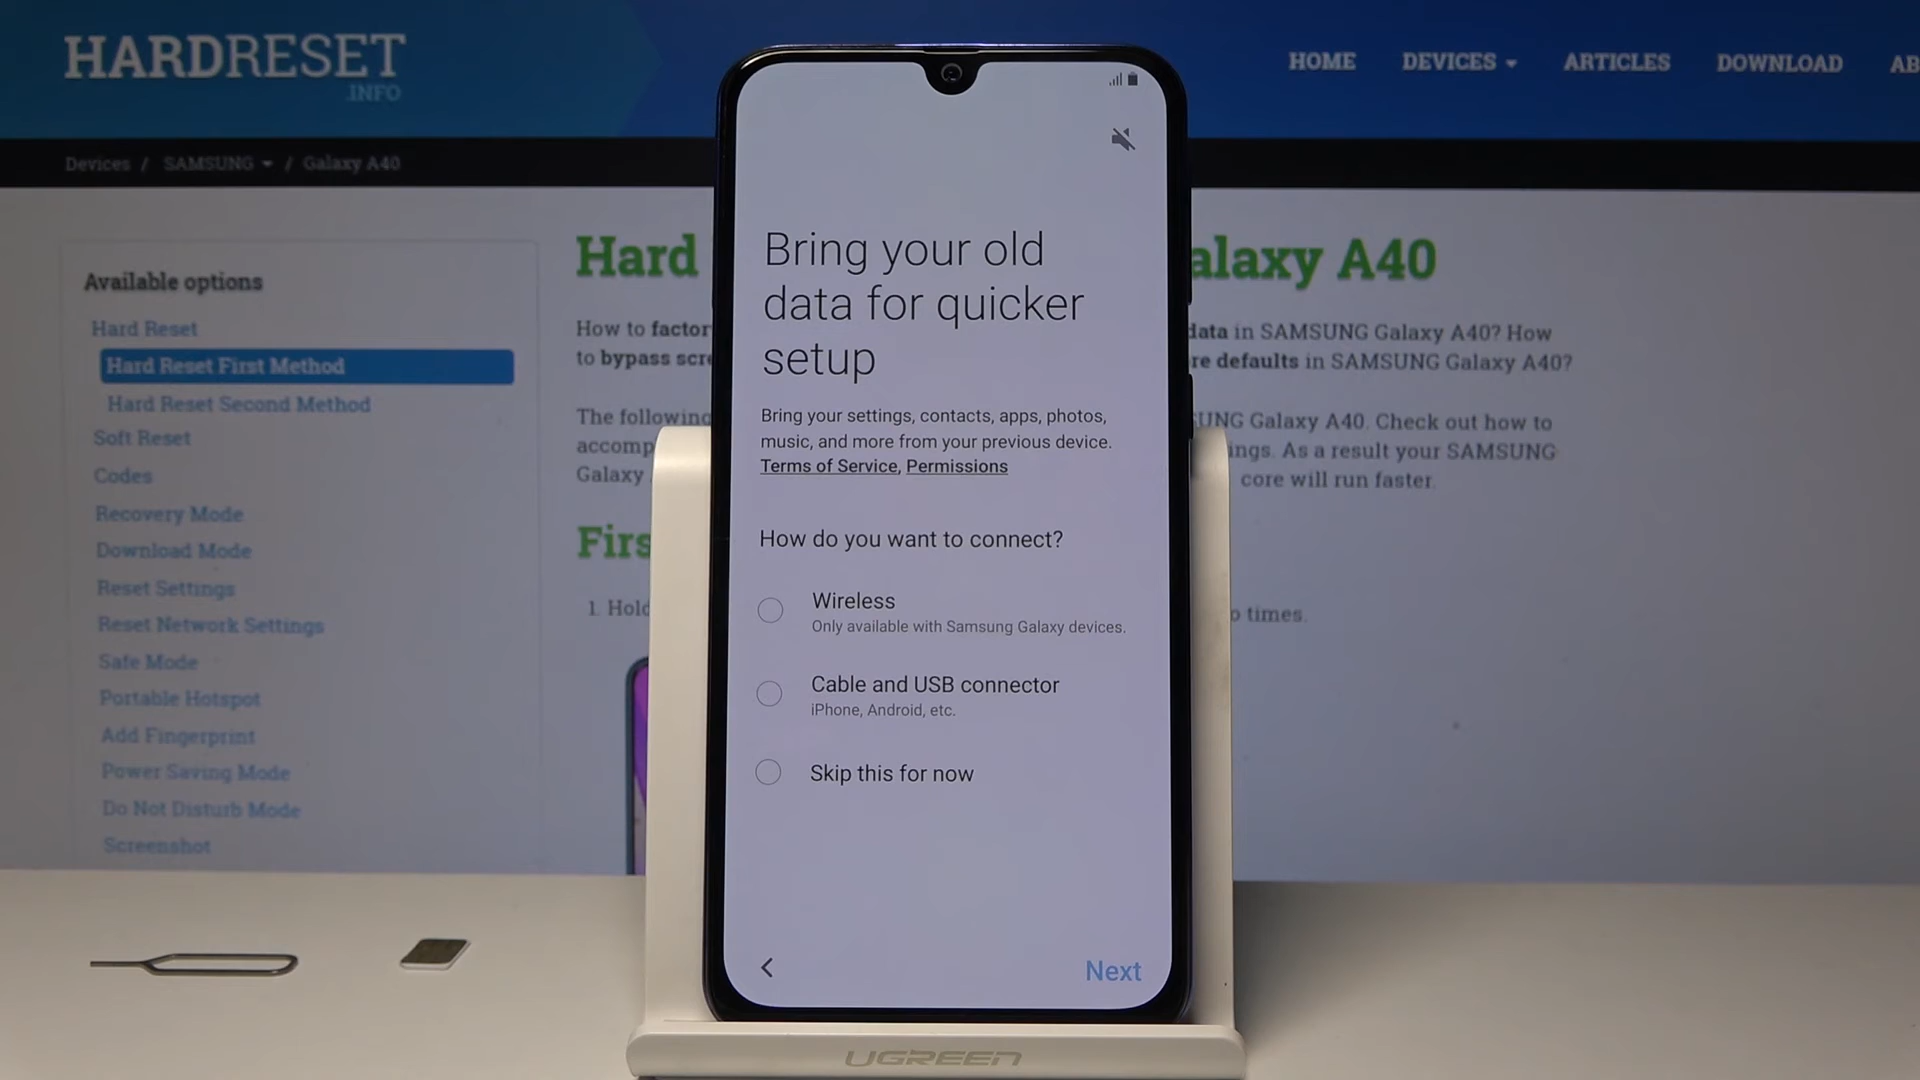 HARDRESET
.INFO
HOME DEVICES ARTICLES DOWNLOAD AB
Devices / SAMSUNG / Galaxy A40
Available options
Hard Reset
Hard Reset First Method
Hard Reset Second Method
Soft Reset
Codes
Recovery Mode
Download Mode
Reset Settings
Reset Network Settings
Safe Mode
Portable Hotspot
Add Fingerprint
Power Saving Mode
Do Not Disturb Mode
Screenshot
Hard alaxy A40
How to factor data in SAMSUNG Galaxy A40? How
to bypass scre re defaults in SAMSUNG Galaxy A40?
The following UNG Galaxy A40. Check out how to
accomp ings. As a result your SAMSUNG
Galaxy core will run faster.
Firs
1. Hold o times.
Bring your old
data for quicker
setup
Bring your settings, contacts, apps, photos,
music, and more from your previous device.
Terms of Service, Permissions
How do you want to connect?
Wireless
Only available with Samsung Galaxy devices.
Cable and USB connector
iPhone, Android, etc.
Skip this for now
Next
UGREEN